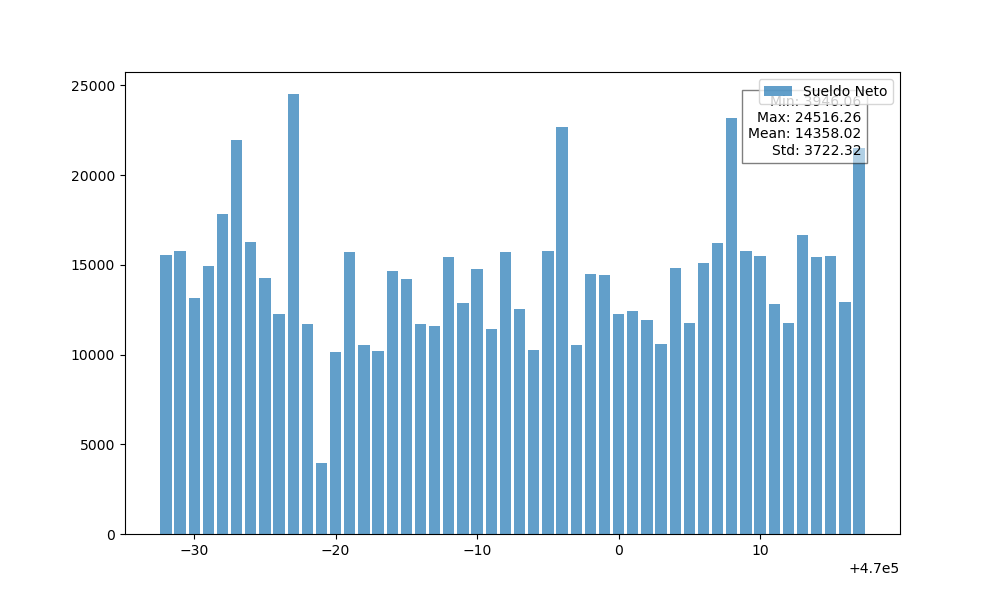 25000
20000
15000
10000
5000
0
Sueldo Neto
Min: 3946.06
Max: 24516.26
Mean: 14358.02
Std: 3722.32
−30 −20 −10 0 10
+4.7e5